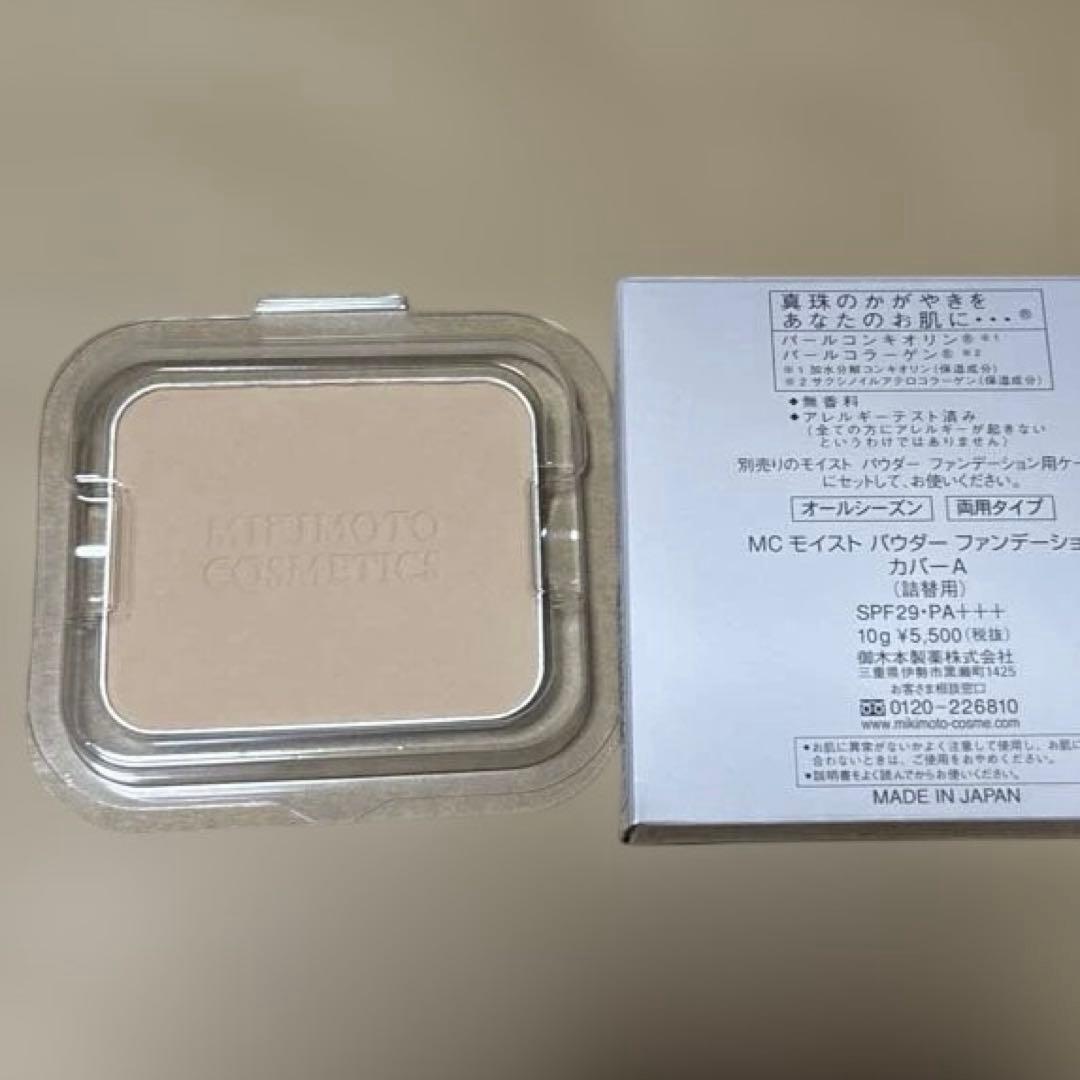 MIKIMOTO
COSMETICS
真珠のかがやきを
あなたのお肌に・・・®
パールコンキオリン® ※1
パールコラーゲン® ※2
※1 加水分解コンキオリン(保湿成分)
※2 サクシノイルアテロコラーゲン(保湿成分)
◆無香料
◆アレルギーテスト済み
(全ての方にアレルギーが起きない
というわけではありません)
別売りのモイスト パウダー ファンデーション用ケー
にセットして、お使いください。
オールシーズン 両用タイプ
MC モイスト パウダー ファンデーショ
カバーA
(詰替用)
SPF29・PA+++
10g ¥5,500(税抜)
御木本製薬株式会社
三重県伊勢市黒瀬町1425
お客さま相談窓口
0120-226810
www.mikimoto-cosme.com
●お肌に異常がないかよく注意して使用し、お肌に
合わないときは、ご使用をおやめください。
●説明書をよく読んでからお使いください。
MADE IN JAPAN